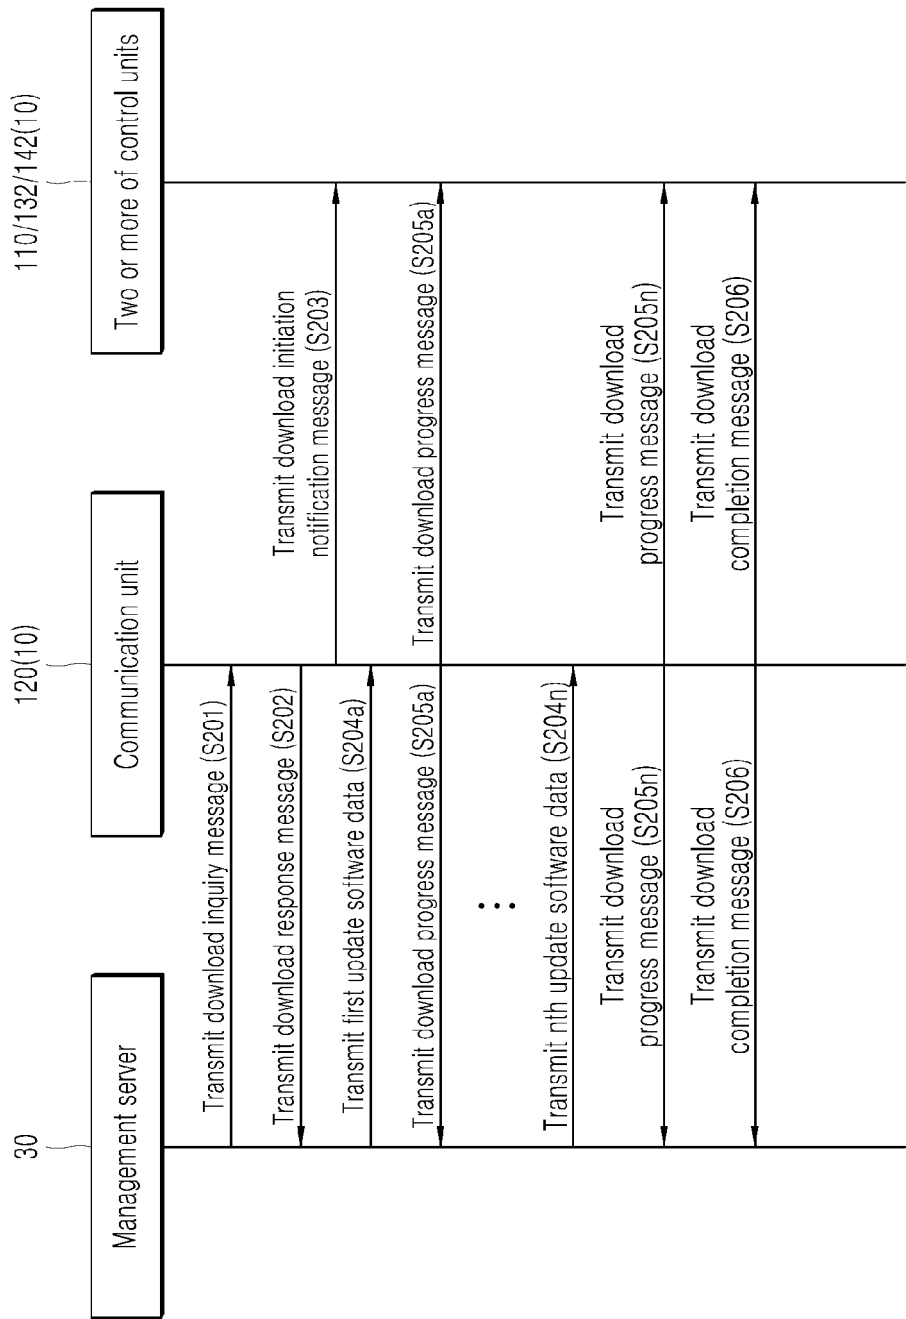 30
120(10)
110/132/142(10)
Management server
Communication unit
Two or more of control units
Transmit download inquiry message (S201)
Transmit download response message (S202)
Transmit download initiation
notification message (S203)
Transmit first update software data (S204a)
Transmit download progress message (S205a)
Transmit download progress message (S205a)
...
Transmit nth update software data (S204n)
Transmit download
progress message (S205n)
Transmit download
progress message (S205n)
Transmit download
completion message (S206)
Transmit download
completion message (S206)